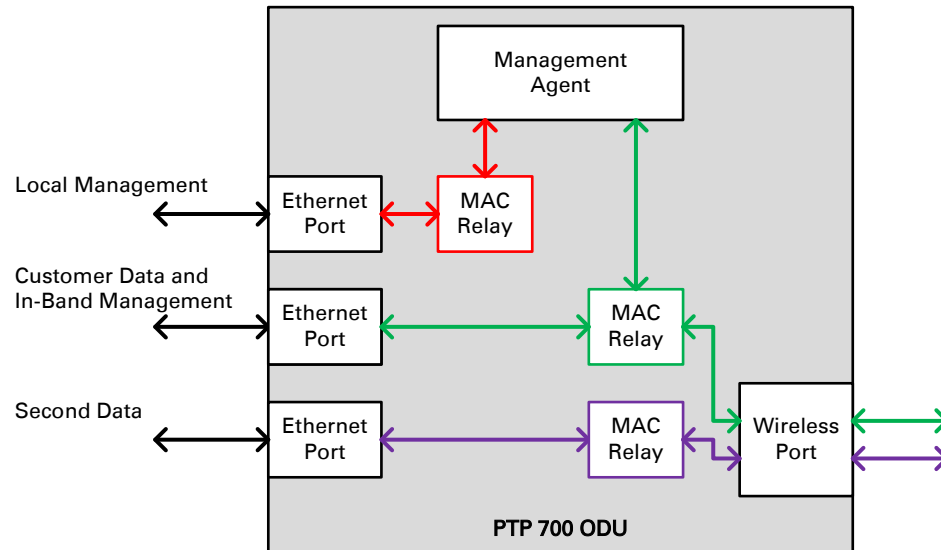 Management
Agent
Local Management
Ethernet
Port
MAC
Relay
Customer Data and
In-Band Management
Ethernet
Port
MAC
Relay
Second Data
Ethernet
Port
MAC
Relay
Wireless
Port
PTP 700 ODU